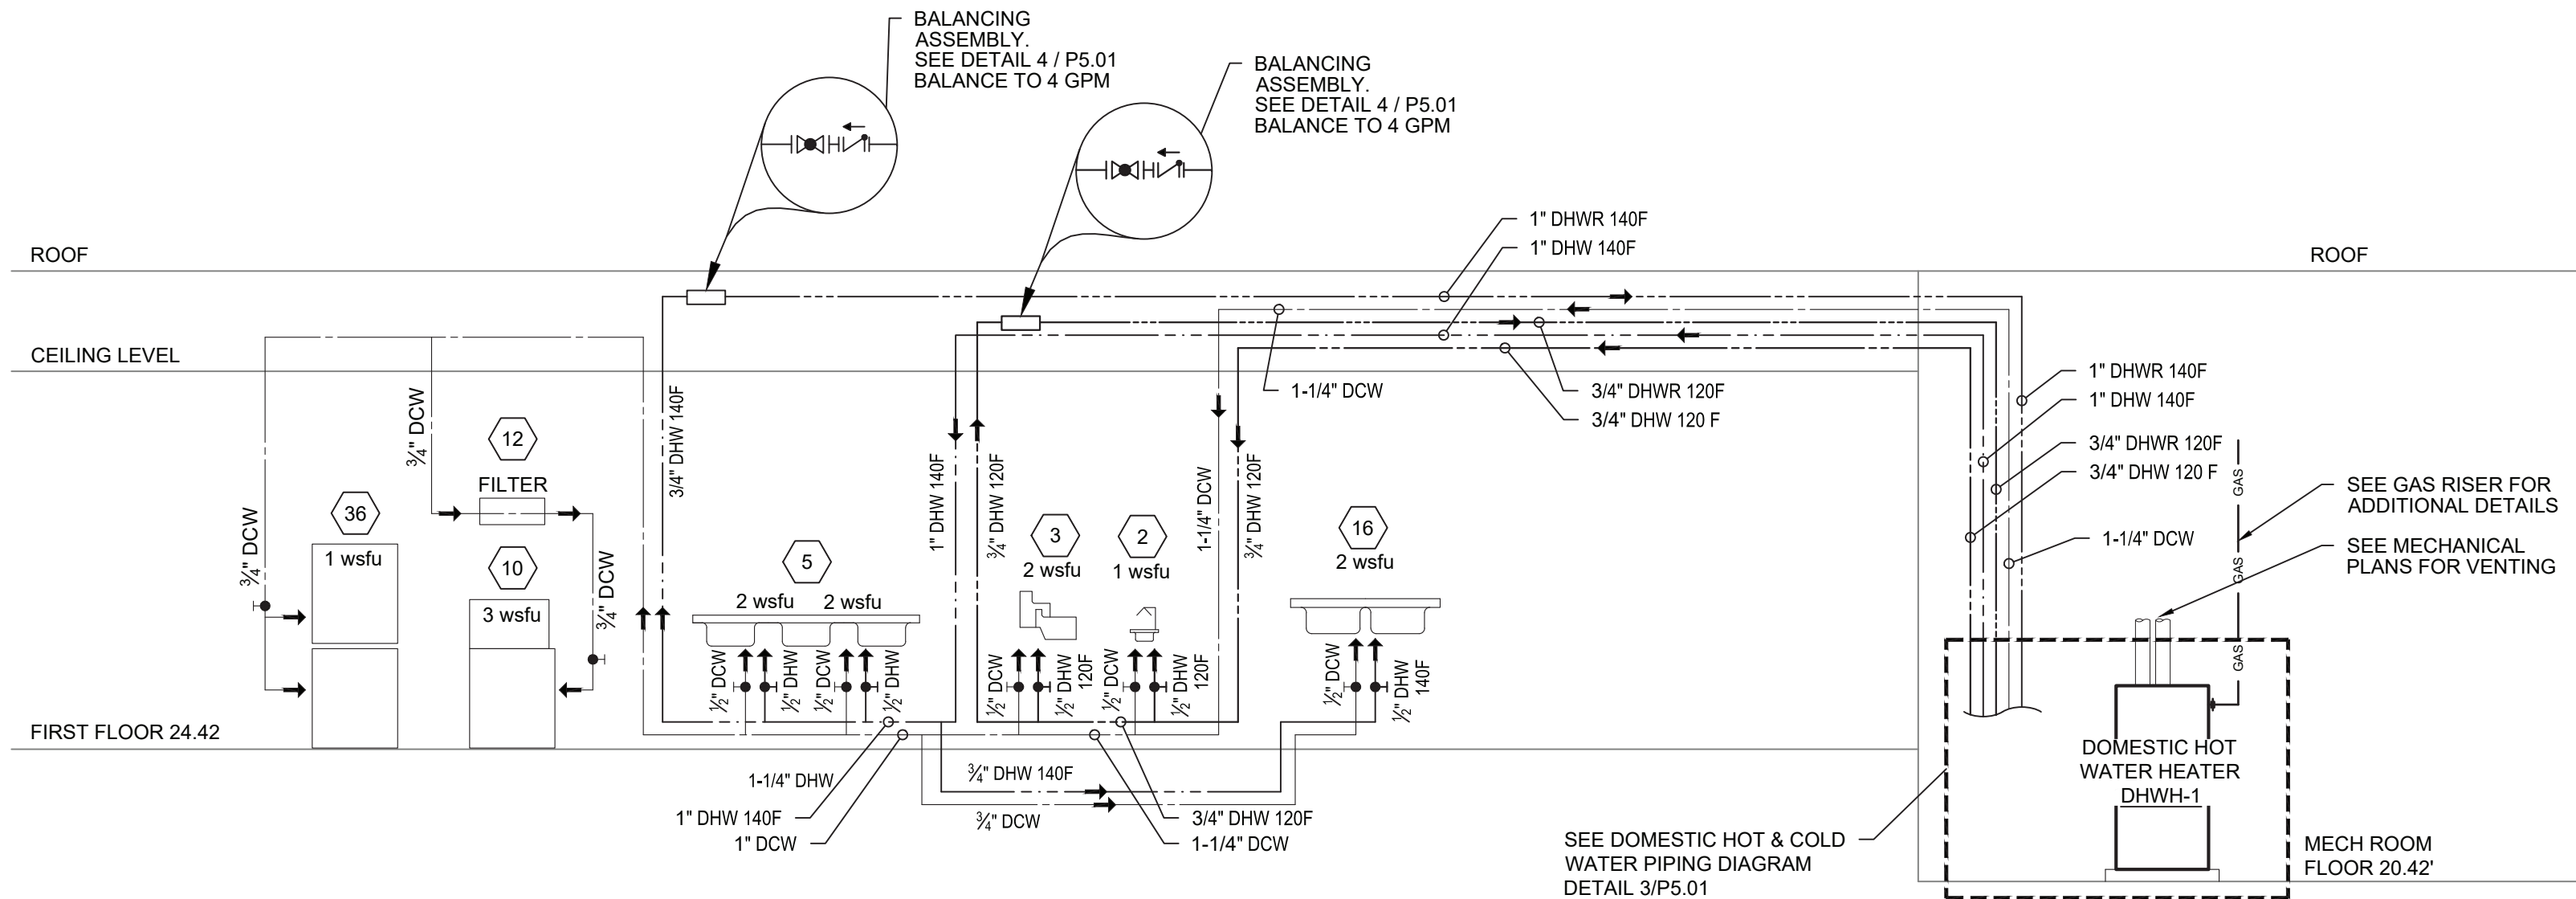 BALANCING
ASSEMBLY.
SEE DETAIL 4 / P5.01
BALANCE TO 4 GPM
BALANCING
ASSEMBLY.
SEE DETAIL 4 / P5.01
BALANCE TO 4 GPM
1" DHWR 140F
1" DHW 140F
ROOF
ROOF
CEILING LEVEL
1-1/4" DCW
3/4" DHWR 120F
3/4" DHW 120 F
1" DHWR 140F
1" DHW 140F
3/4" DHWR 120F
3/4" DHW 120 F
1-1/4" DCW
GAS
GAS
GAS
SEE GAS RISER FOR
ADDITIONAL DETAILS
SEE MECHANICAL
PLANS FOR VENTING
¾" DCW
¾" DCW
12
FILTER
36
1 wsfu
10
3 wsfu
¾" DCW
3/4" DHW 140F
5
2 wsfu 2 wsfu
½" DCW
½" DHW
½" DCW
½" DHW
1" DHW 140F
¾" DHW 120F
3
2 wsfu
½" DCW
½" DHW
120F
2
1 wsfu
½" DCW
½" DHW
120F
1-1/4" DCW
¾" DHW 120F
16
2 wsfu
½" DCW
½" DHW
140F
FIRST FLOOR 24.42
1-1/4" DHW
1" DHW 140F
1" DCW
¾" DHW 140F
¾" DCW
3/4" DHW 120F
1-1/4" DCW
DOMESTIC HOT
WATER HEATER
DHWH-1
SEE DOMESTIC HOT & COLD
WATER PIPING DIAGRAM
DETAIL 3/P5.01
MECH ROOM
FLOOR 20.42'